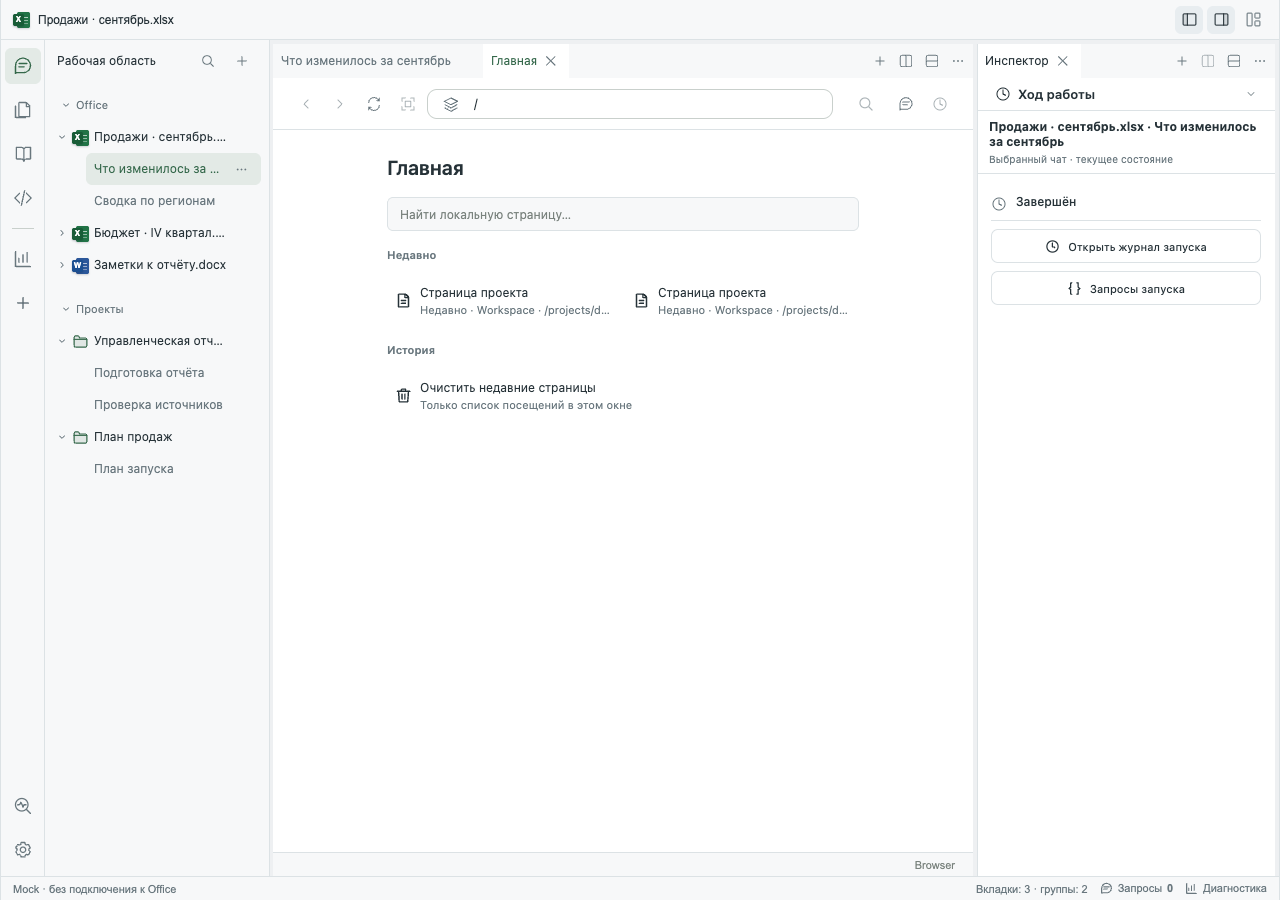 Продажи · сентябрь.xlsx
Рабочая область
Office
Продажи · сентябрь....
Что изменилось за ...
Сводка по регионам
Бюджет · IV квартал....
Заметки к отчёту.docx
Проекты
Управленческая отч...
Подготовка отчёта
Проверка источников
План продаж
План запуска
Что изменилось за сентябрь
Главная
/
Главная
Найти локальную страницу...
Недавно
Страница проекта
Недавно · Workspace · /projects/d...
Страница проекта
Недавно · Workspace · /projects/d...
История
Очистить недавние страницы
Только список посещений в этом окне
Browser
Инспектор
Ход работы
Продажи · сентябрь.xlsx · Что изменилось
за сентябрь
Выбранный чат · текущее состояние
Завершён
Открыть журнал запуска
Запросы запуска
Mock · без подключения к Office
Вкладки: 3 · группы: 2
Запросы 0
Диагностика